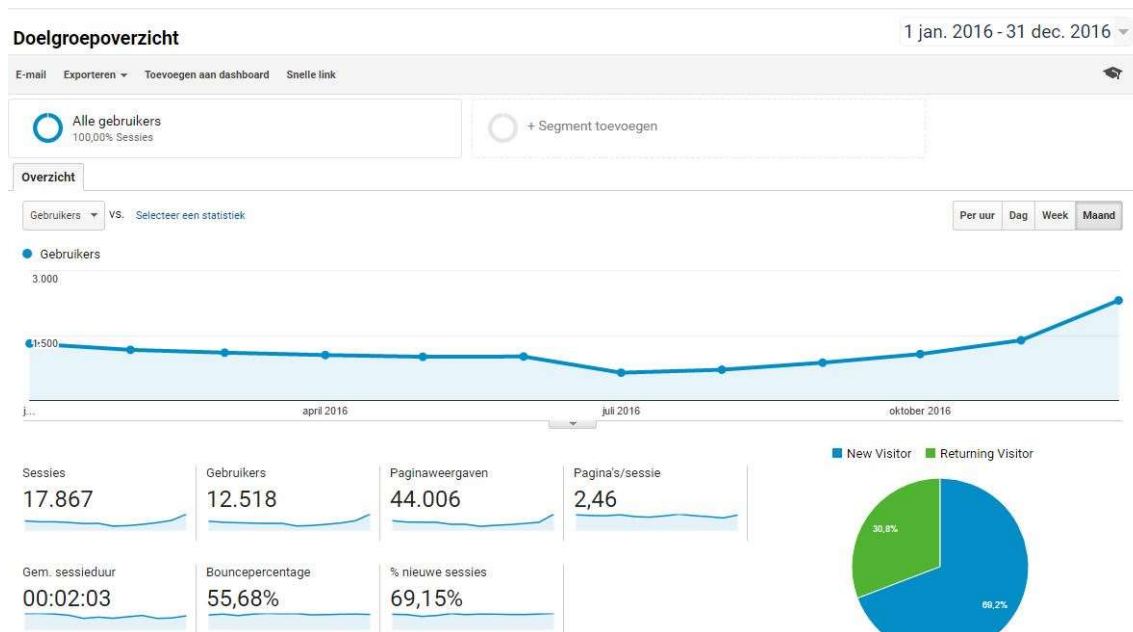 Doelgroepoverzicht
1 jan. 2016 - 31 dec. 2016
E-mail Exporteren Toevoegen aan dashboard Snelle link
Alle gebruikers
100,00% Sessies
+ Segment toevoegen
Overzicht
Gebruikers VS. Selecteer een statistiek
Per uur Dag Week Maand
Gebruikers
3.000
1.500
j... april 2016 juli 2016 oktober 2016
New Visitor Returning Visitor
Sessies Gebruikers Paginaweergaven Pagina's/sessie
17.867 12.518 44.006 2,46
30,8%
Gem. sessieduur Bouncepercentage % nieuwe sessies
00:02:03 55,68% 69,15%
69,2%